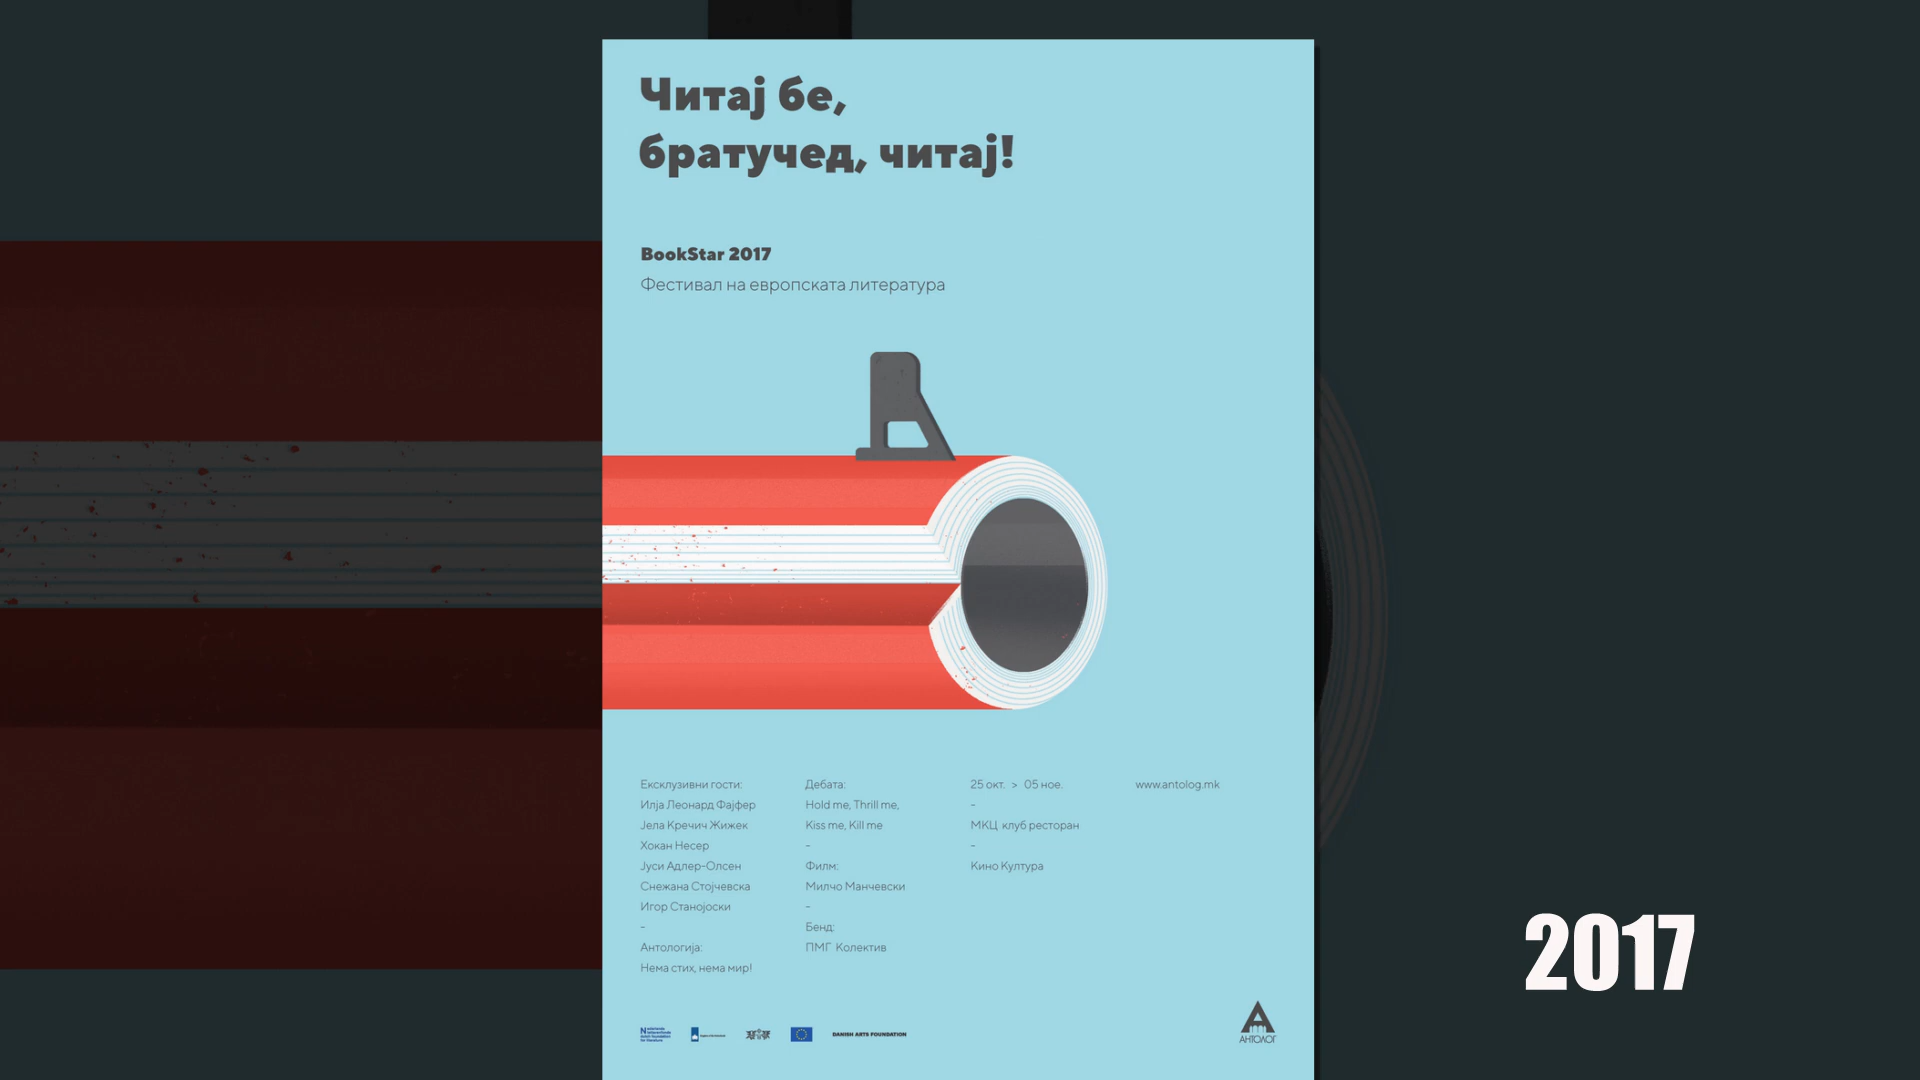 Читај бе,
братучед, читај!
BookStar 2017
Фестивал на европската литература
Ексклузивни гости:
Илја Леонард Фајфер
Јела Кречич Жижек
Хокан Несер
Јуси Адлер-Олсен
Снежана Стојчевска
Игор Станојоски
-
Антологија:
Нема стих, нема мир!
Дебата:
Hold me, Thrill me,
Kiss me, Kill me
-
Филм:
Милчо Манчевски
-
Бенд:
ПМГ Колектив
25 окт. > 05 ное.
-
МКЦ клуб ресторан
-
Кино Култура
www.antolog.mk
DANISH ARTS FOUNDATION
АНТОЛОГ
2017